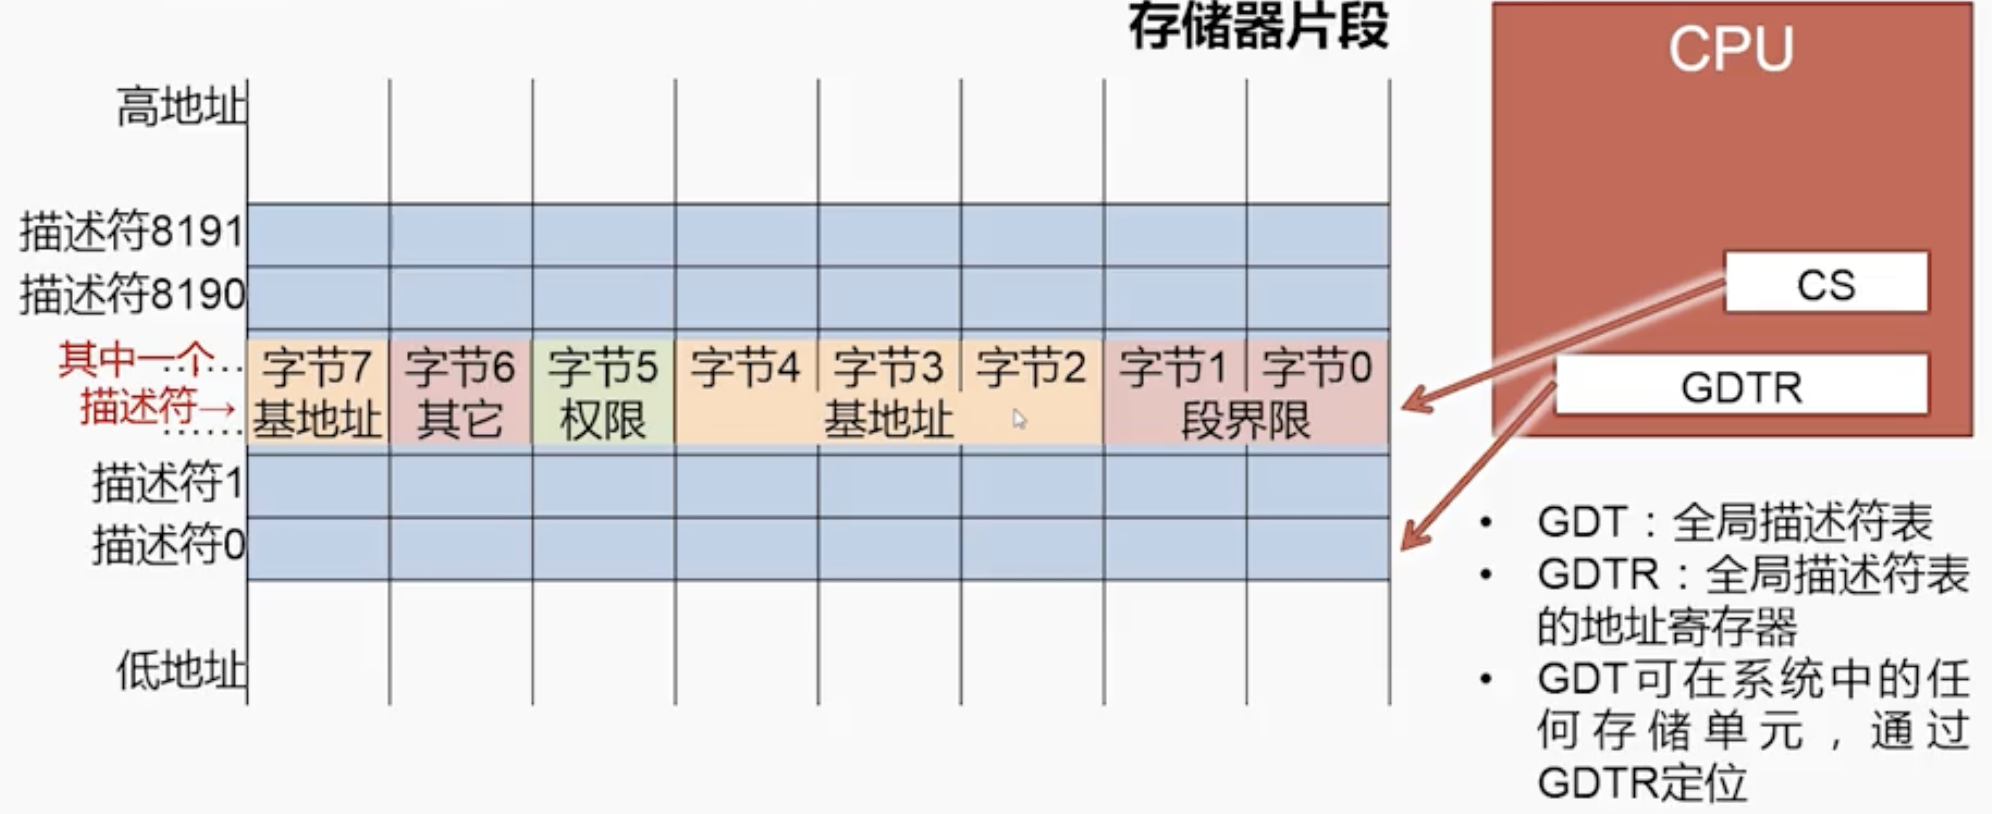 存储器片段
CPU
高地址
描述符8191
描述符8190
CS
其中一个......
描述符→
......
字节7 字节6 字节5 字节4 字节3 字节2 字节1 字节0
基地址 其它 权限 基地址 段界限
GDTR
描述符1
描述符0
低地址
• GDT：全局描述符表
• GDTR：全局描述符表
的地址寄存器
• GDT可在系统中的任
何存储单元，通过
GDTR定位